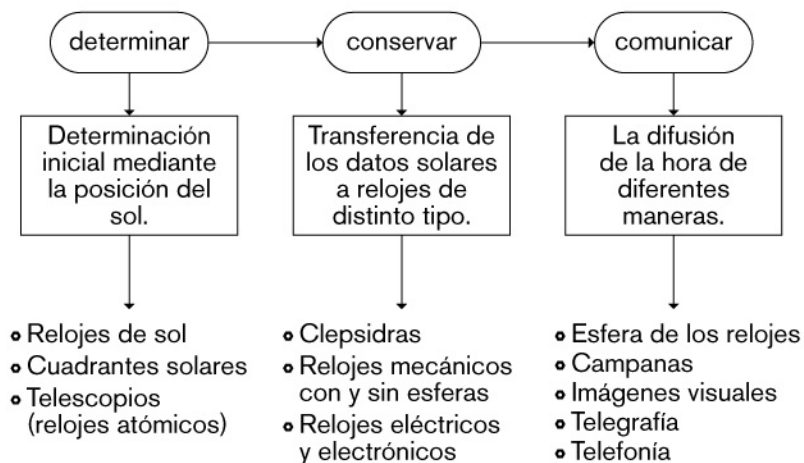 determinar
conservar
comunicar
Determinación
inicial mediante
la posición del
sol.
Transferencia de
los datos solares
a relojes de
distinto tipo.
La difusión
de la hora de
diferentes
maneras.
Relojes de sol
Cuadrantes solares
Telescopios
(relojes atómicos)
Clepsidras
Relojes mecánicos
con y sin esferas
Relojes eléctricos
y electrónicos
Esfera de los relojes
Campanas
Imágenes visuales
Telegrafía
Telefonía